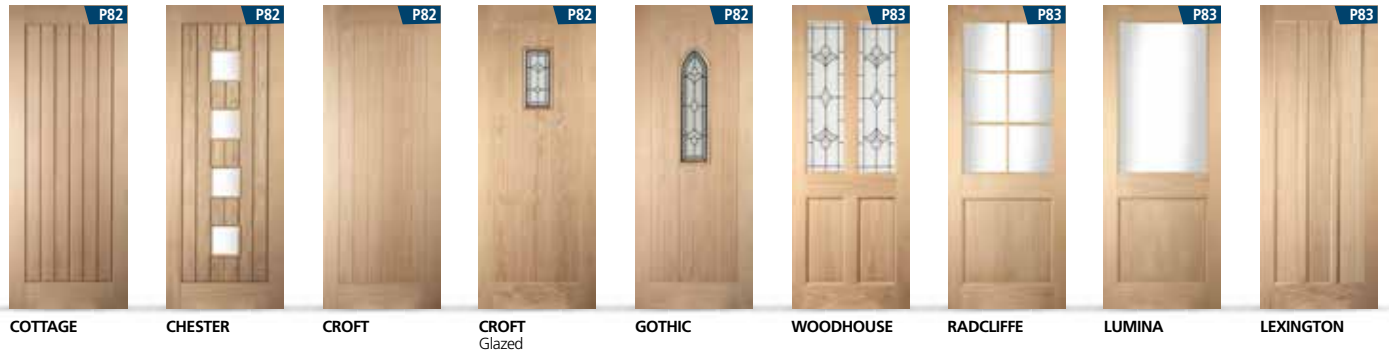 P82
P82
P82
P82
P82
P83
P83
P83
P83
COTTAGE
CHESTER
CROFT
CROFT
Glazed
GOTHIC
WOODHOUSE
RADCLIFFE
LUMINA
LEXINGTON